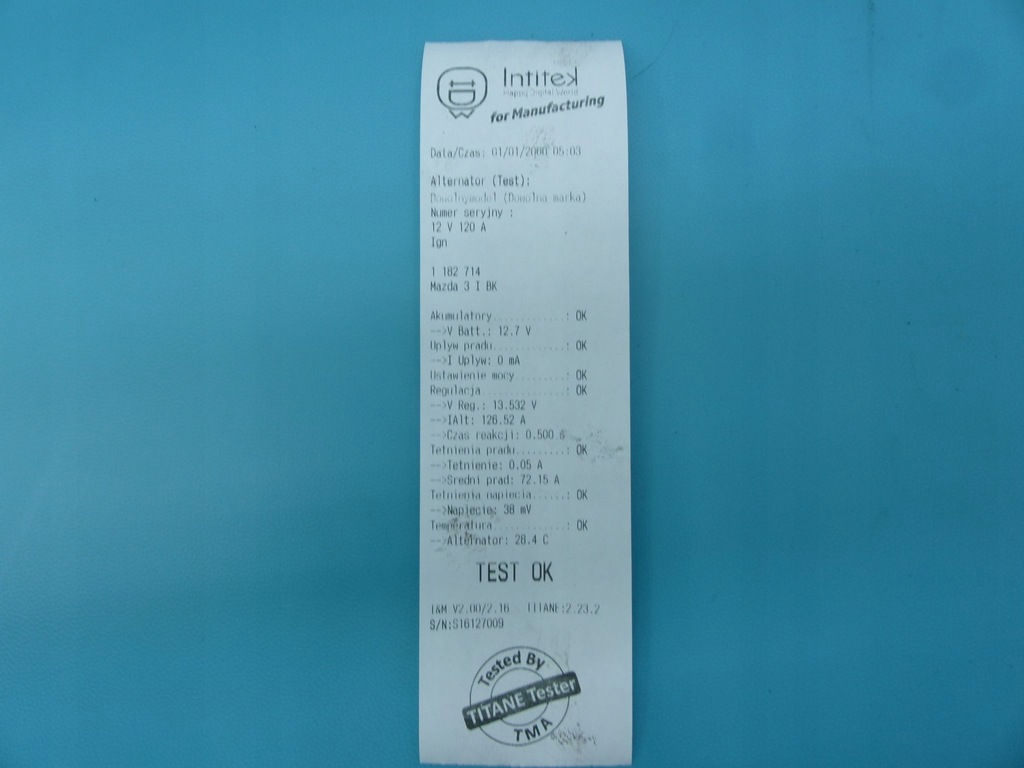 Intitek
Happy Digital World
for Manufacturing
Data/Czas: 01/01/2000 05:03
Alternator (Test):
Dowolnymodel (Dowolna marka)
Numer seryjny :
12 V 120 A
Ign
1 182 714
Mazda 3 I BK
Akumulatory............: OK
-->V Batt.: 12.7 V
Uplyw pradu............: OK
-->I Uplyw: 0 mA
Ustawienie mocy........: OK
Regulacja..............: OK
-->V Reg.: 13.532 V
-->IAlt: 126.52 A
-->Czas reakcji: 0.500 s
Tetnienia pradu........: OK
-->Tetnienie: 0.05 A
-->Sredni prad: 72.15 A
Tetnienia napiecia.....: OK
-->Napiecie: 38 mV
Temperatura............: OK
-->Alternator: 28.4 C
TEST OK
I&M V2.00/2.16 TITANE:2.23.2
S/N:S16127009
Tested By
TITANE Tester
TMA